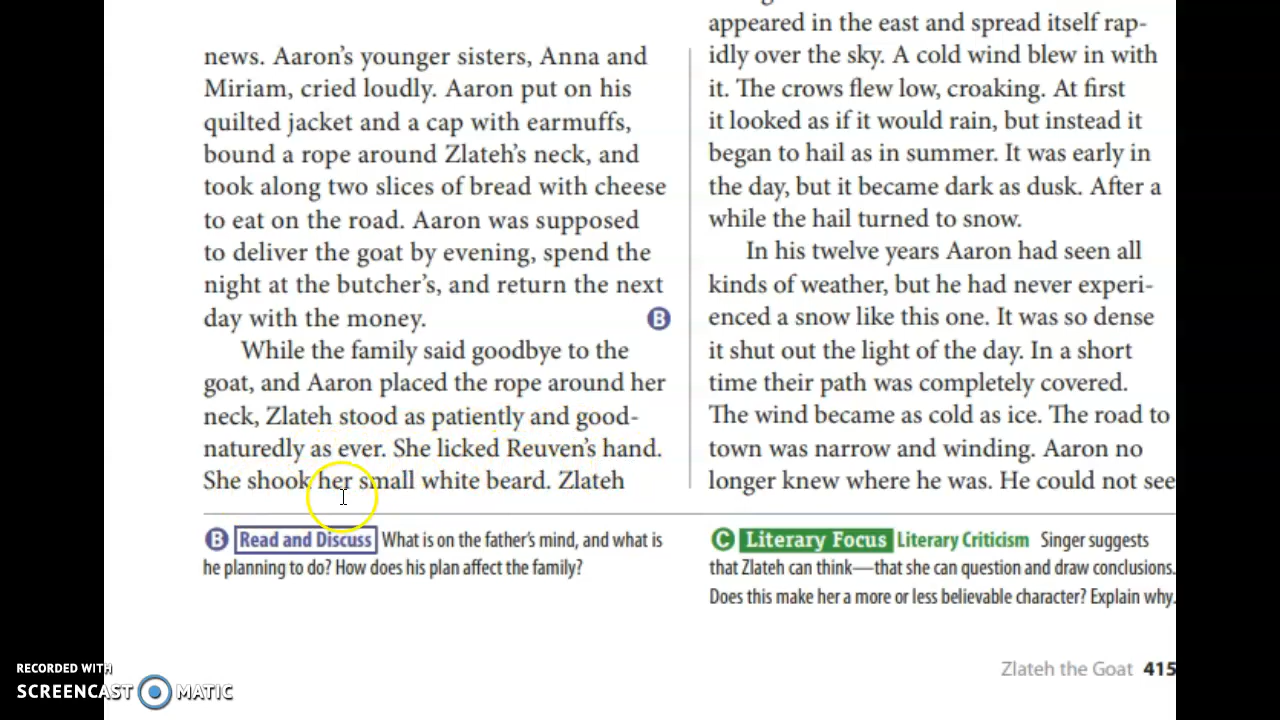 news. Aaron's younger sisters, Anna and
Miriam, cried loudly. Aaron put on his
quilted jacket and a cap with earmuffs,
bound a rope around Zlateh's neck, and
took along two slices of bread with cheese
to eat on the road. Aaron was supposed
to deliver the goat by evening, spend the
night at the butcher's, and return the next
day with the money. B
While the family said goodbye to the
goat, and Aaron placed the rope around her
neck, Zlateh stood as patiently and good-
naturedly as ever. She licked Reuven's hand.
She shook her small white beard. Zlateh
appeared in the east and spread itself rap-
idly over the sky. A cold wind blew in with
it. The crows flew low, croaking. At first
it looked as if it would rain, but instead it
began to hail as in summer. It was early in
the day, but it became dark as dusk. After a
while the hail turned to snow.
In his twelve years Aaron had seen all
kinds of weather, but he had never experi-
enced a snow like this one. It was so dense
it shut out the light of the day. In a short
time their path was completely covered.
The wind became as cold as ice. The road to
town was narrow and winding. Aaron no
longer knew where he was. He could not see
B Read and Discuss What is on the father's mind, and what is
he planning to do? How does his plan affect the family?
C Literary Focus Literary Criticism Singer suggests
that Zlateh can think—that she can question and draw conclusions.
Does this make her a more or less believable character? Explain why.
Zlateh the Goat 415
RECORDED WITH
SCREENCAST MATIC